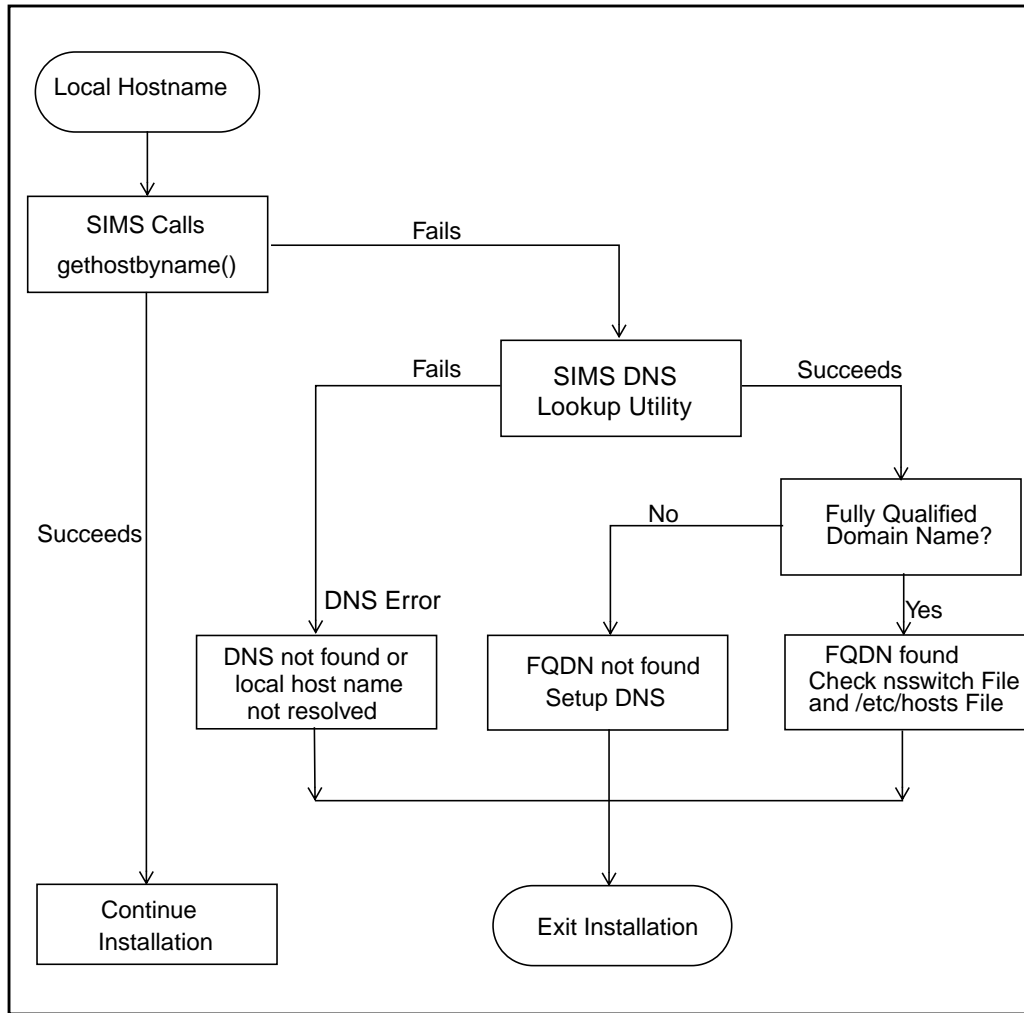 Local Hostname
SIMS Calls
gethostbyname()
Fails
SIMS DNS
Lookup Utility
Fails
Succeeds
Fully Qualified
Domain Name?
No
Succeeds
DNS Error
Yes
DNS not found or
local host name
not resolved
FQDN not found
Setup DNS
FQDN found
Check nsswitch File
and /etc/hosts File
Continue
Installation
Exit Installation